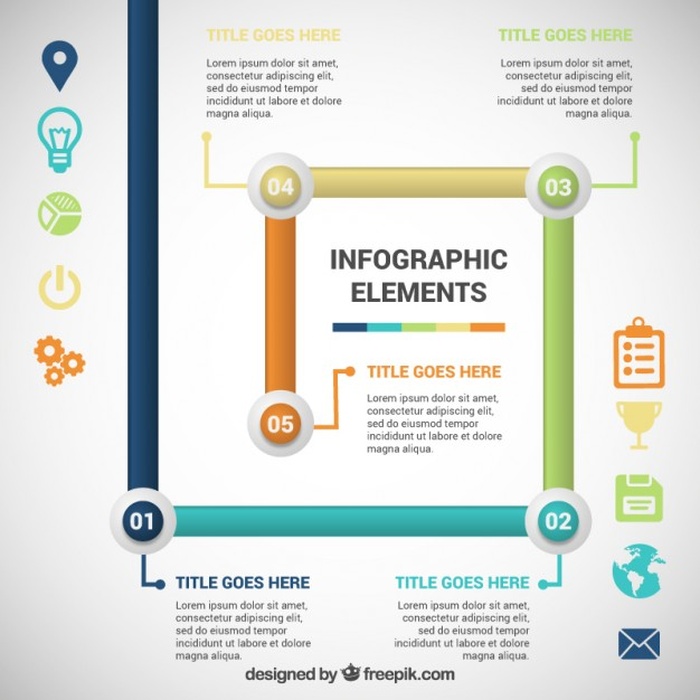 TITLE GOES HERE
Lorem ipsum dolor sit amet,
consectetur adipiscing elit,
sed do eiusmod tempor
incididunt ut labore et dolore
magna aliqua.
TITLE GOES HERE
Lorem ipsum dolor sit amet,
consectetur adipiscing elit,
sed do eiusmod tempor
incididunt ut labore et dolore
magna aliqua.
04
03
INFOGRAPHIC
ELEMENTS
TITLE GOES HERE
Lorem ipsum dolor sit amet,
consectetur adipiscing elit,
sed do eiusmod tempor
incididunt ut labore et dolore
magna aliqua.
05
01
02
TITLE GOES HERE
Lorem ipsum dolor sit amet,
consectetur adipiscing elit,
sed do eiusmod tempor
incididunt ut labore et dolore
magna aliqua.
TITLE GOES HERE
Lorem ipsum dolor sit amet,
consectetur adipiscing elit,
sed do eiusmod tempor
incididunt ut labore et dolore
magna aliqua.
designed by freepik.com